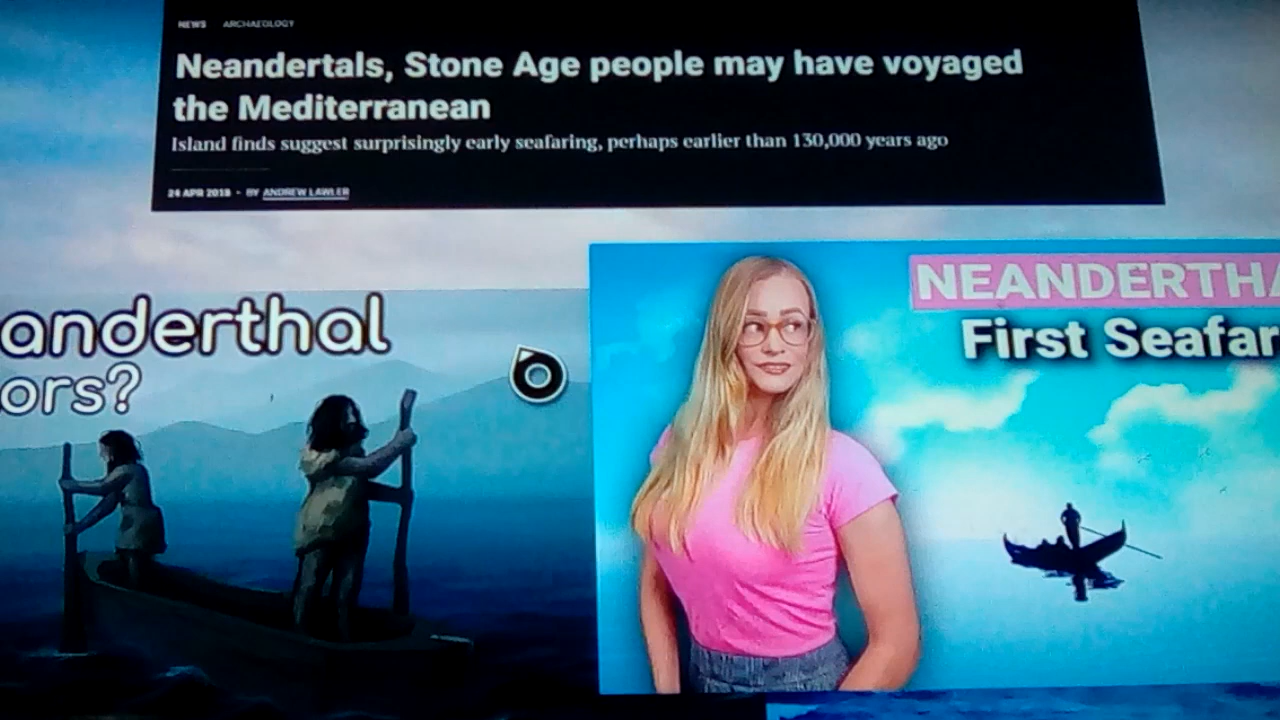 NEWS ARCHAEOLOGY
Neandertals, Stone Age people may have voyaged
the Mediterranean
Island finds suggest surprisingly early seafaring, perhaps earlier than 130,000 years ago
24 APR 2018 • BY ANDREW LAWLER
anderthal
ors?
NEANDERTHA
First Seafar